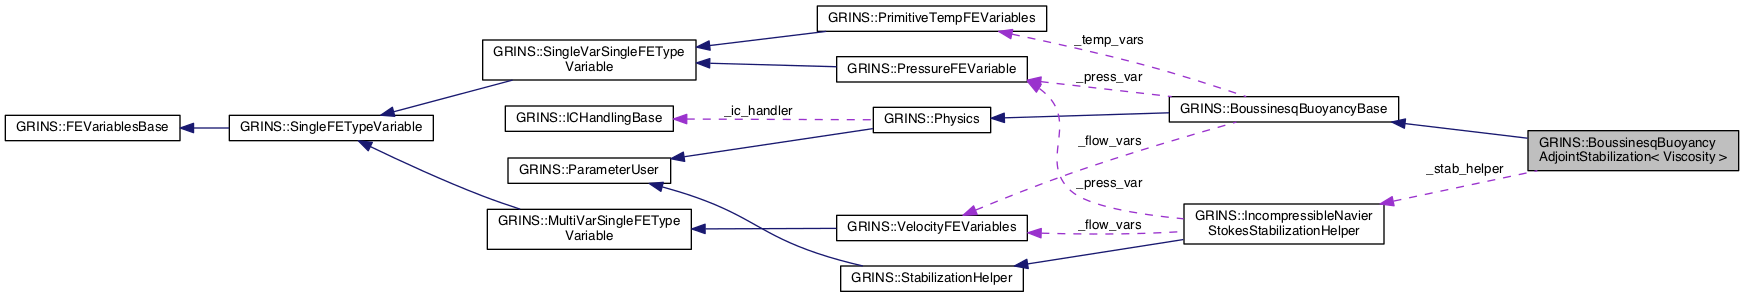 GRINS::PrimitiveTempFEVariables
_temp_vars
GRINS::SingleVarSingleFEType
Variable
GRINS::PressureFEVariable
_press_var
GRINS::BoussinesqBuoyancyBase
GRINS::ICHandlingBase
_ic_handler
GRINS::Physics
GRINS::FEVariablesBase
GRINS::SingleFETypeVariable
_flow_vars
GRINS::BoussinesqBuoyancy
AdjointStabilization< Viscosity >
GRINS::ParameterUser
_stab_helper
_press_var
GRINS::MultiVarSingleFEType
Variable
GRINS::VelocityFEVariables
_flow_vars
GRINS::IncompressibleNavier
StokesStabilizationHelper
GRINS::StabilizationHelper